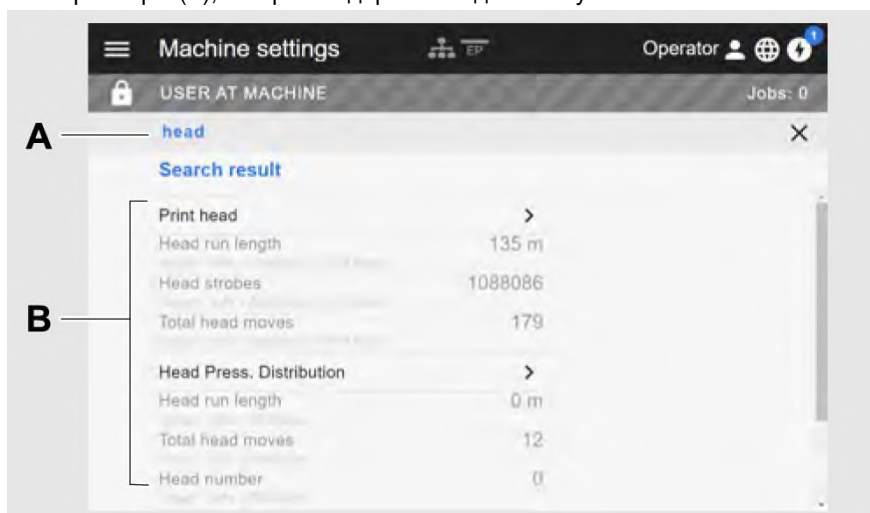 Machine settings EP Operator 1
USER AT MACHINE Jobs: 0
A head
Search result
Print head
Head run length 135 m
Head strobes 1088086
Total head moves 179
B
Head Press. Distribution
Head run length 0 m
Total head moves 12
Head number 0